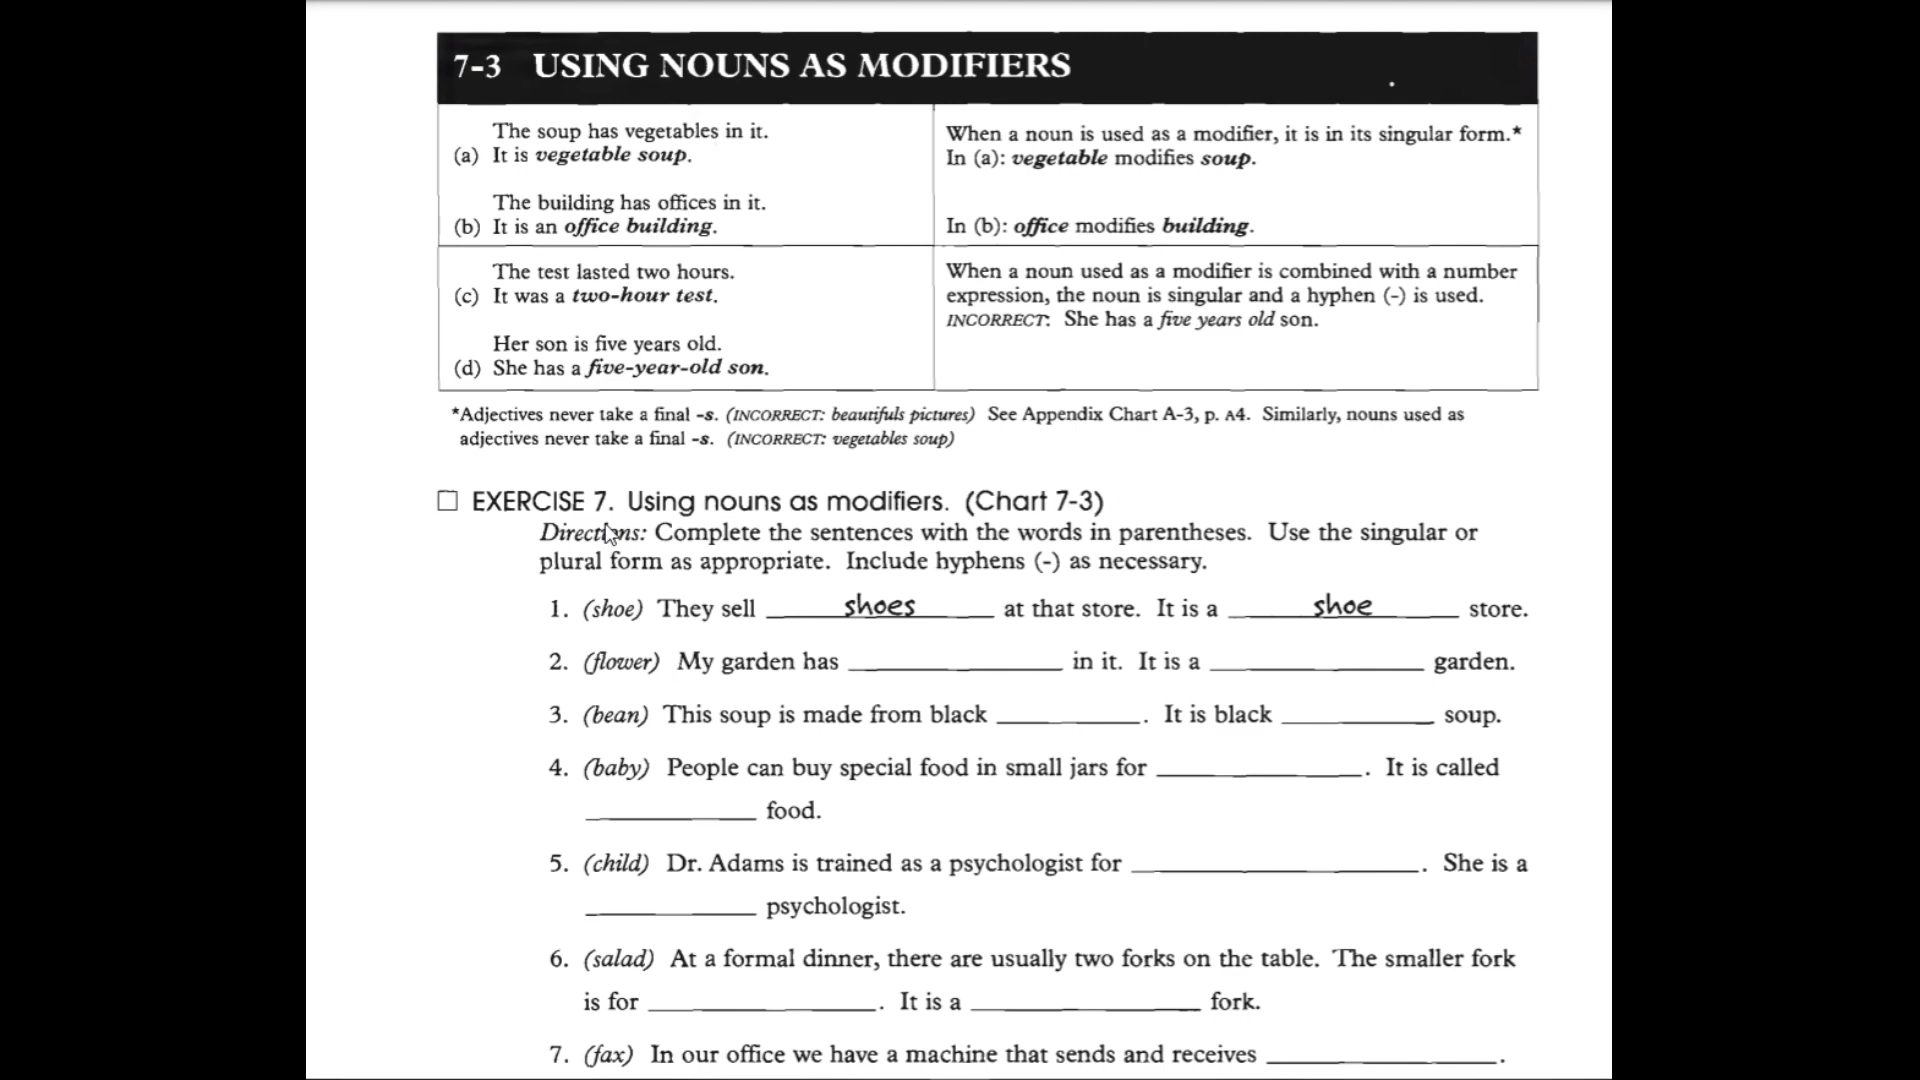 7-3 USING NOUNS AS MODIFIERS
The soup has vegetables in it.
(a) It is vegetable soup.
The building has offices in it.
(b) It is an office building.
When a noun is used as a modifier, it is in its singular form.*
In (a): vegetable modifies soup.
In (b): office modifies building.
The test lasted two hours.
(c) It was a two-hour test.
Her son is five years old.
(d) She has a five-year-old son.
When a noun used as a modifier is combined with a number
expression, the noun is singular and a hyphen (-) is used.
INCORRECT: She has a five years old son.
*Adjectives never take a final -s. (INCORRECT: beautifuls pictures) See Appendix Chart A-3, p. A4. Similarly, nouns used as
adjectives never take a final -s. (INCORRECT: vegetables soup)
EXERCISE 7. Using nouns as modifiers. (Chart 7-3)
Directions: Complete the sentences with the words in parentheses. Use the singular or
plural form as appropriate. Include hyphens (-) as necessary.
1. (shoe) They sell shoes at that store. It is a shoe store.
2. (flower) My garden has ____________ in it. It is a ____________ garden.
3. (bean) This soup is made from black ____________. It is black ____________ soup.
4. (baby) People can buy special food in small jars for ____________. It is called
____________ food.
5. (child) Dr. Adams is trained as a psychologist for ____________. She is a
____________ psychologist.
6. (salad) At a formal dinner, there are usually two forks on the table. The smaller fork
is for ____________. It is a ____________ fork.
7. (fax) In our office we have a machine that sends and receives ____________.